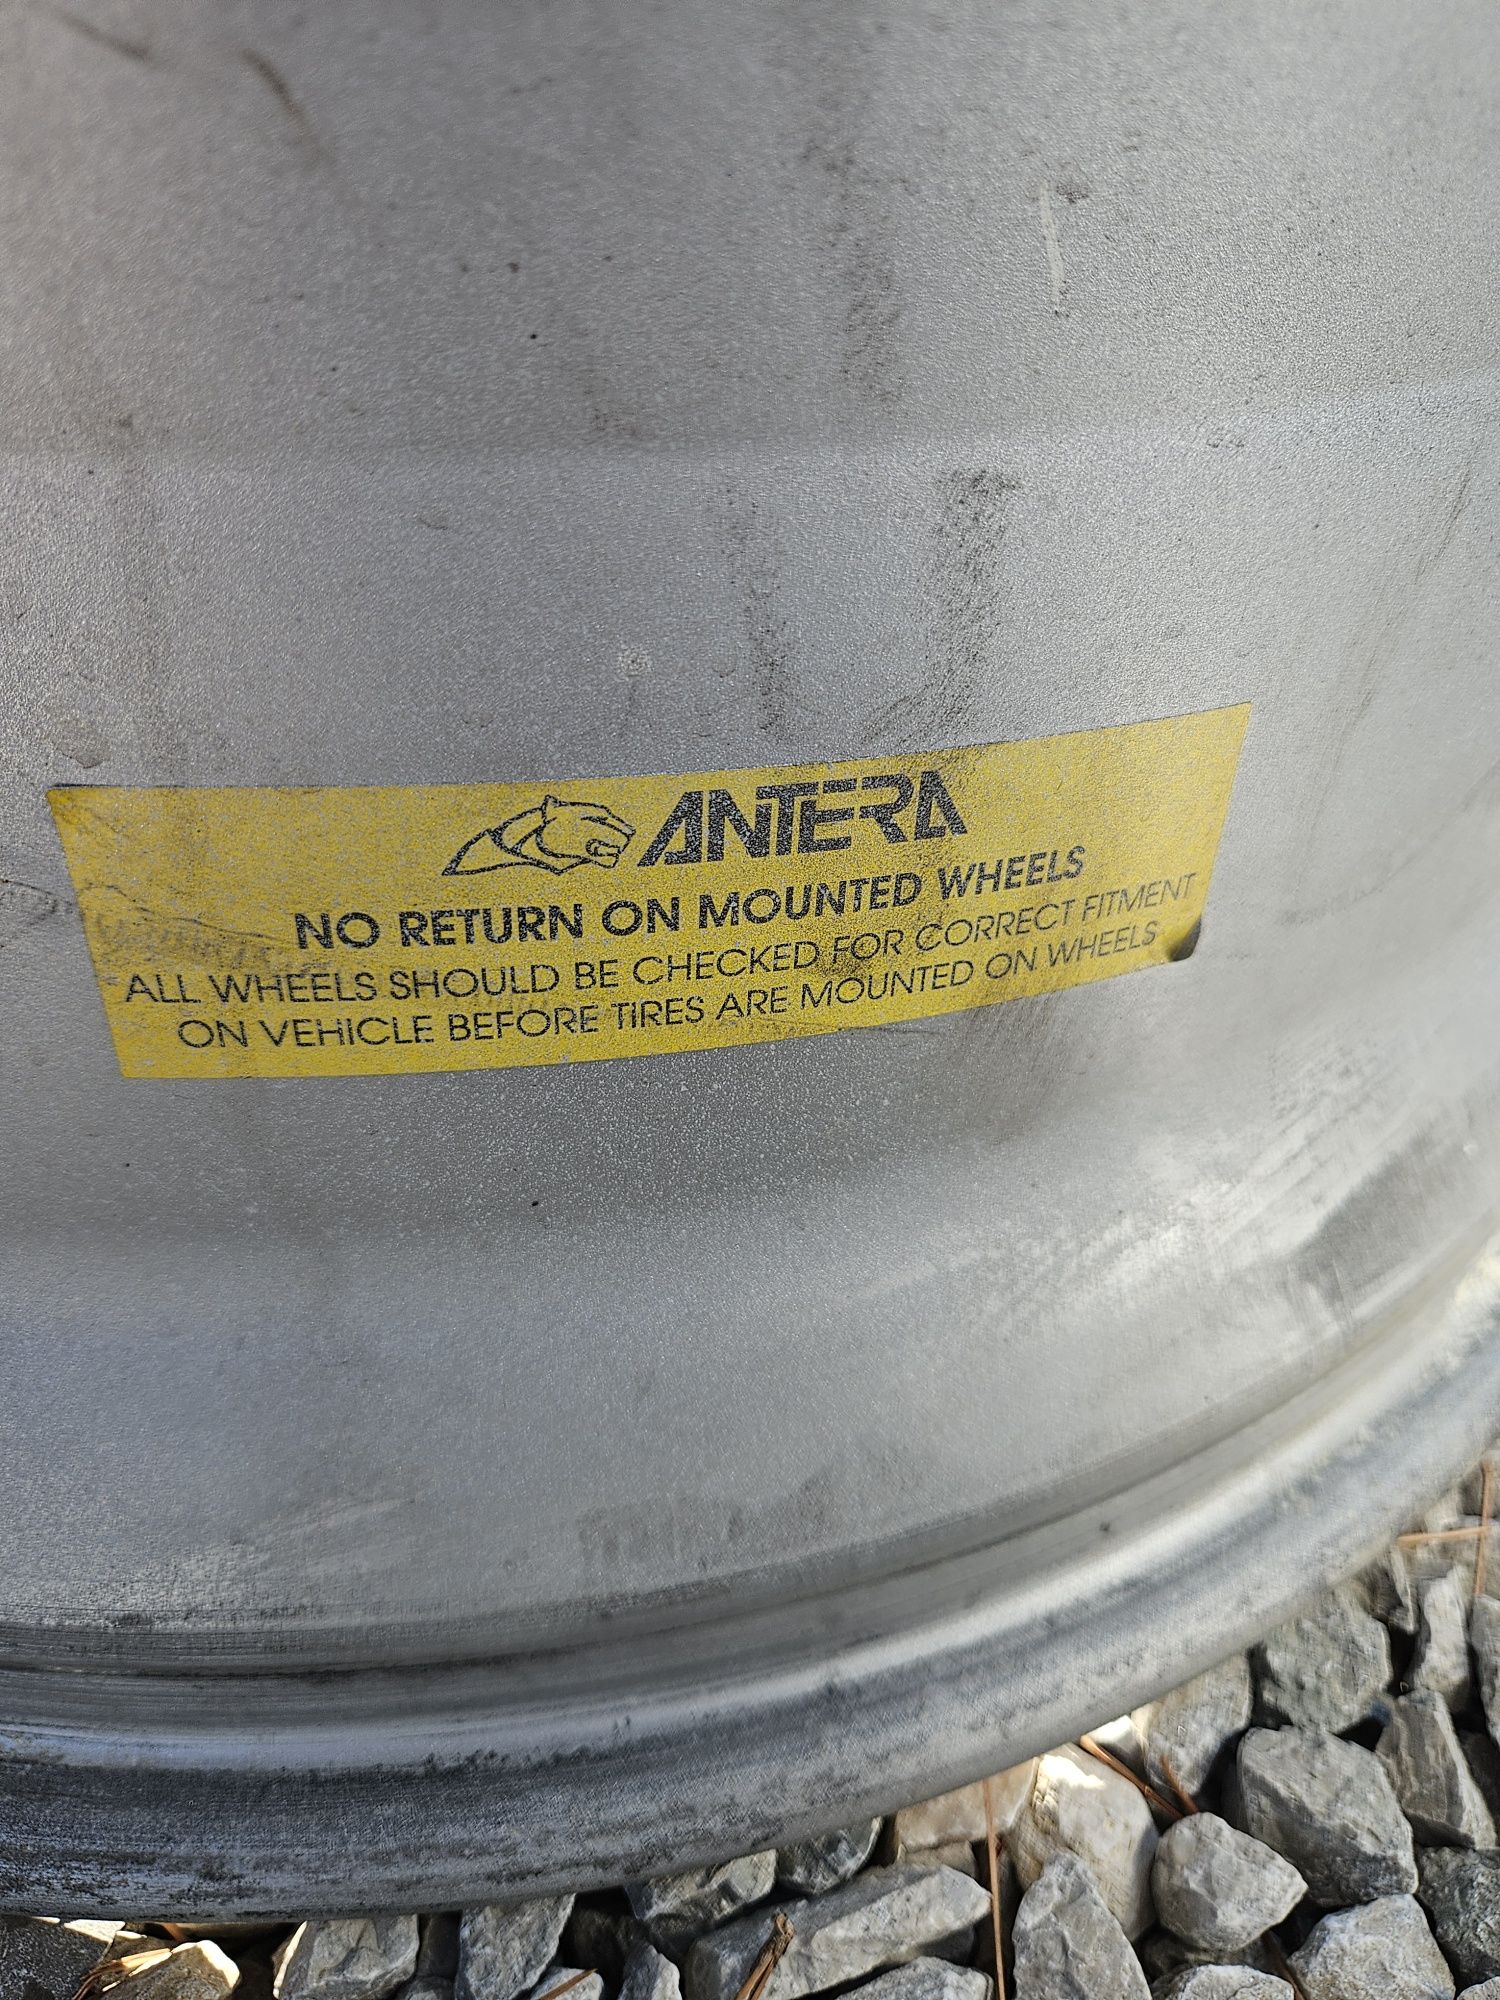 ANTERA
NO RETURN ON MOUNTED WHEELS
ALL WHEELS SHOULD BE CHECKED FOR CORRECT FITMENT
ON VEHICLE BEFORE TIRES ARE MOUNTED ON WHEELS